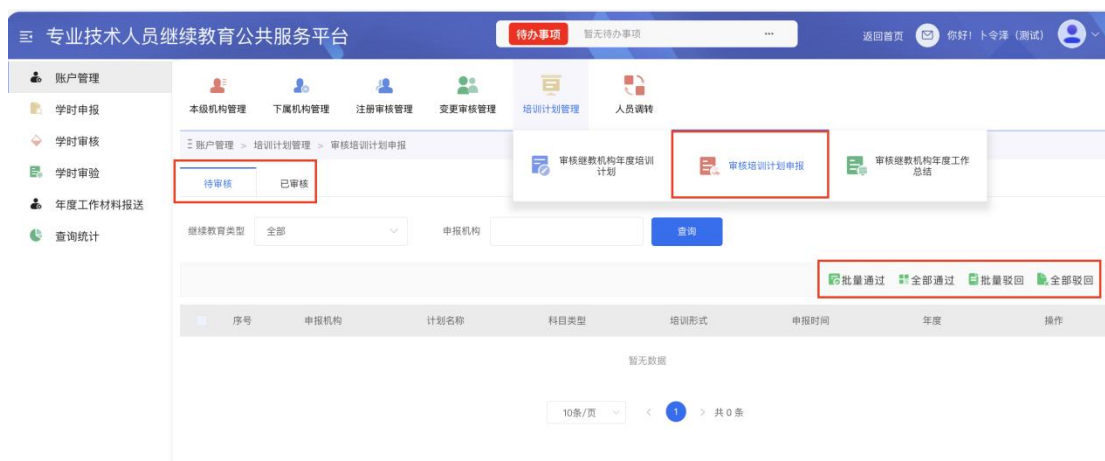 专业技术人员继续教育公共服务平台
待办事项 暂无待办事项 ...
返回首页 你好! 卜令泽 (测试)
账户管理
学时申报
学时审核
学时审验
年度工作材料报送
查询统计
本级机构管理 下属机构管理 注册审核管理 变更审核管理 培训计划管理 人员调转
账户管理 > 培训计划管理 > 审核培训计划申报
审核继教机构年度培训
计划
审核培训计划申报
审核继教机构年度工作
总结
待审核 已审核
继续教育类型 全部 申报机构 查询
批量通过 全部通过 批量驳回 全部驳回
序号 申报机构 计划名称 科目类型 培训形式 申报时间 年度 操作
暂无数据
10条/页 < 1 > 共 0 条